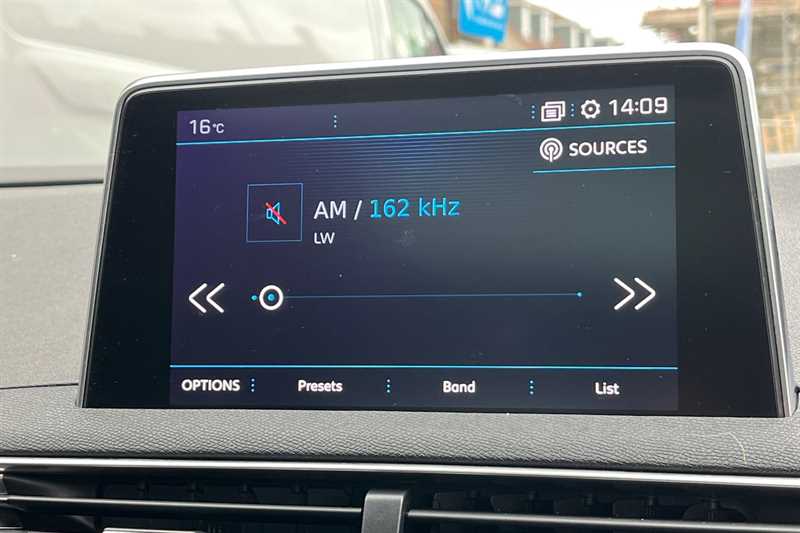 16°C
14:09
SOURCES
AM / 162 kHz
LW
OPTIONS Presets Band List